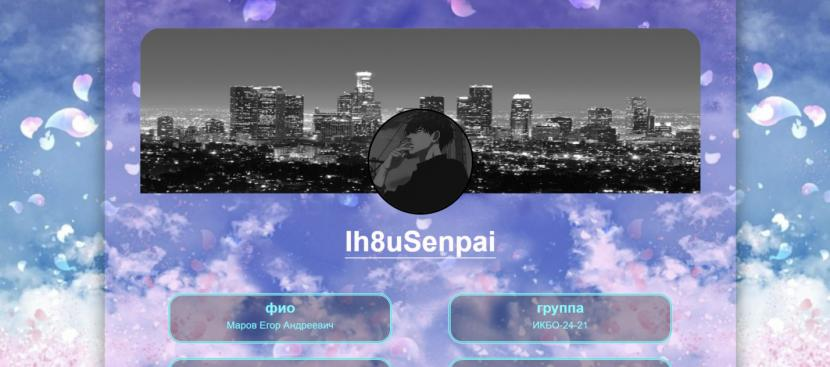 Ih8uSenpai
фио
Маров Егор Андреевич
группа
ИКБО-24-21